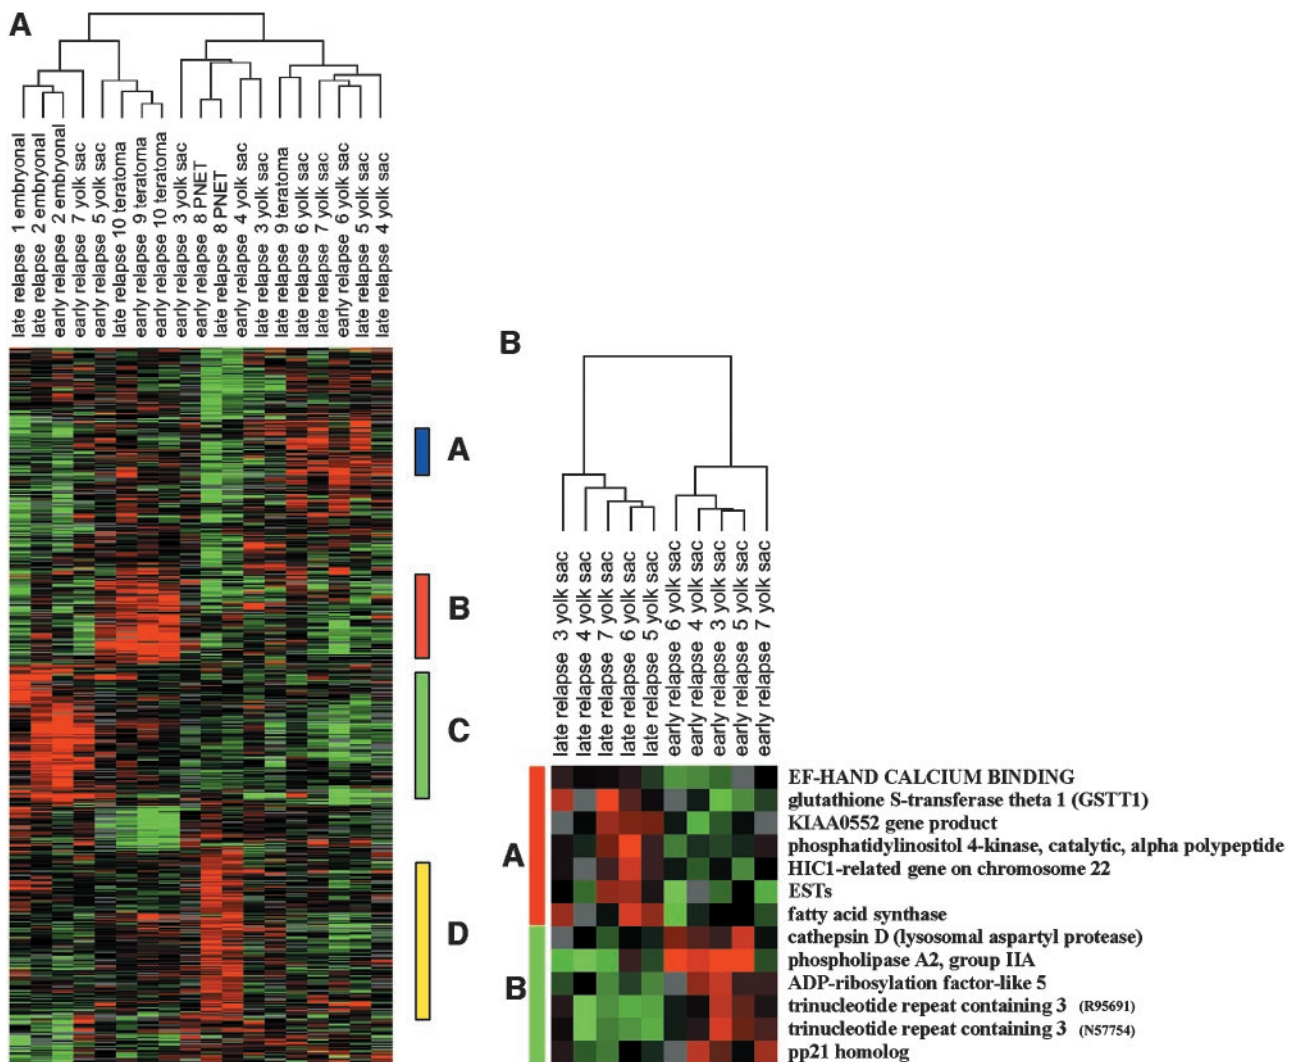 A
late relapse 1 embryonal
late relapse 2 embryonal
early relapse 2 embryonal
early relapse 7 yolk sac
early relapse 5 yolk sac
late relapse 10 teratoma
early relapse 9 teratoma
early relapse 10 teratoma
early relapse 3 yolk sac
early relapse 8 PNET
late relapse 8 PNET
early relapse 4 yolk sac
late relapse 3 yolk sac
late relapse 9 teratoma
late relapse 6 yolk sac
late relapse 7 yolk sac
early relapse 6 yolk sac
late relapse 5 yolk sac
late relapse 4 yolk sac
A
B
C
D
B
late relapse 3 yolk sac
late relapse 4 yolk sac
late relapse 7 yolk sac
late relapse 6 yolk sac
late relapse 5 yolk sac
early relapse 6 yolk sac
early relapse 4 yolk sac
early relapse 3 yolk sac
early relapse 5 yolk sac
early relapse 7 yolk sac
A
B
EF-HAND CALCIUM BINDING
glutathione S-transferase theta 1 (GSTT1)
KIAA0552 gene product
phosphatidylinositol 4-kinase, catalytic, alpha polypeptide
HIC1-related gene on chromosome 22
ESTs
fatty acid synthase
cathepsin D (lysosomal aspartyl protease)
phospholipase A2, group IIA
ADP-ribosylation factor-like 5
trinucleotide repeat containing 3 (R95691)
trinucleotide repeat containing 3 (N57754)
pp21 homolog